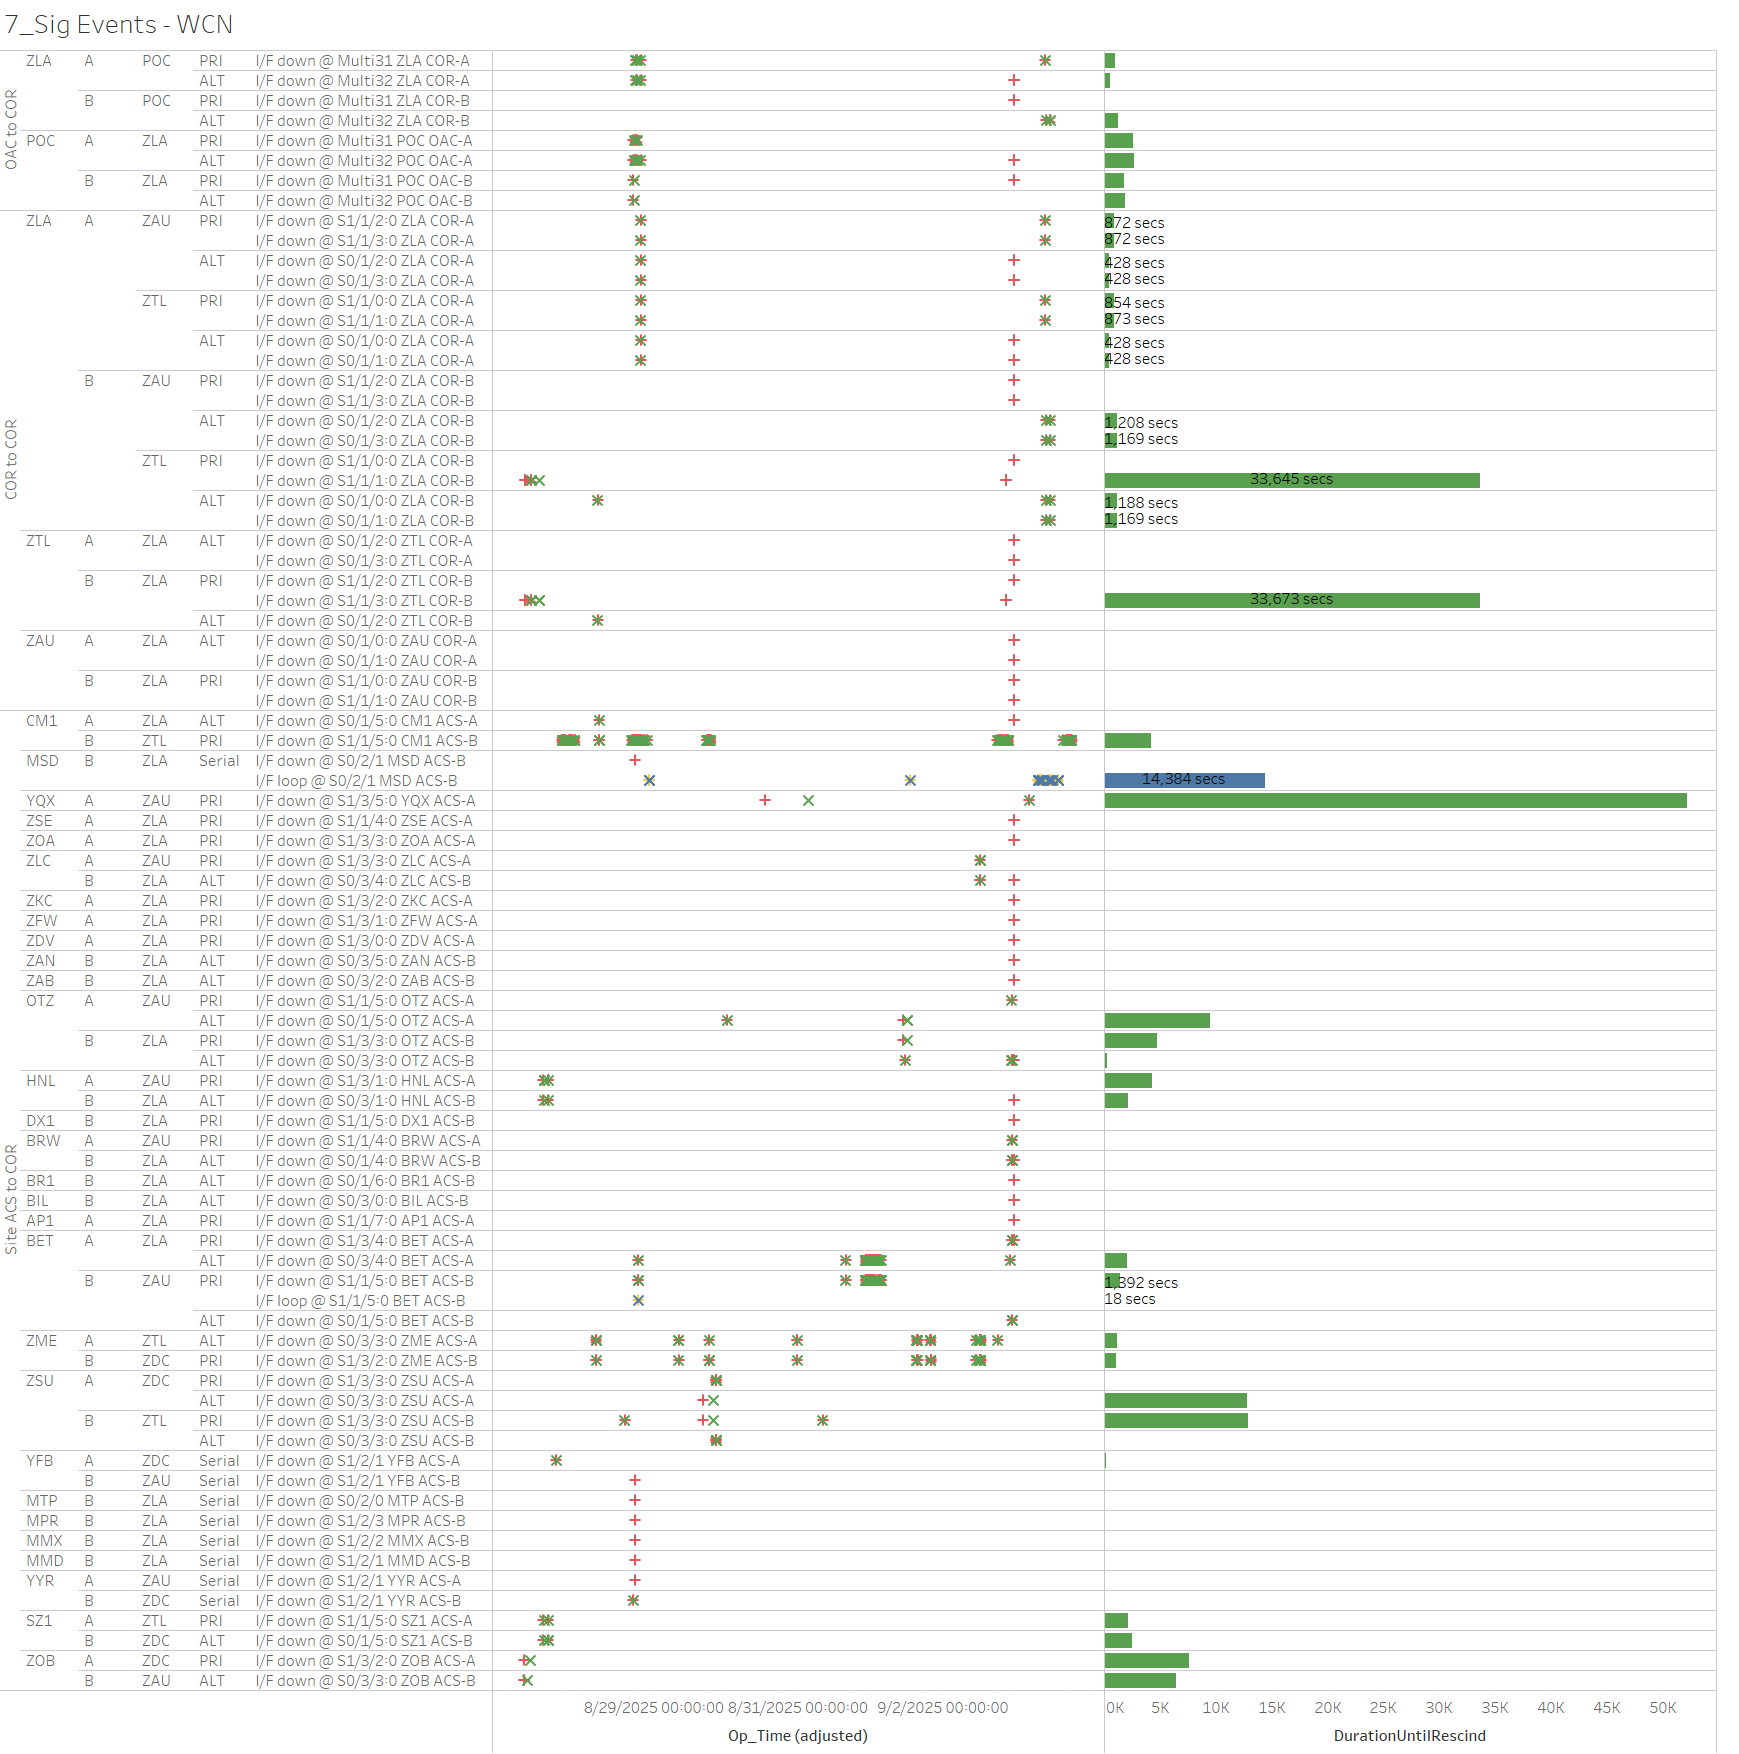 7_Sig Events - WCN
OAC to COR
ZLA A POC PRI I/F down @ Multi31 ZLA COR-A
ALT I/F down @ Multi32 ZLA COR-A
B POC PRI I/F down @ Multi31 ZLA COR-B
ALT I/F down @ Multi32 ZLA COR-B
POC A ZLA PRI I/F down @ Multi31 POC OAC-A
ALT I/F down @ Multi32 POC OAC-A
B ZLA PRI I/F down @ Multi31 POC OAC-B
ALT I/F down @ Multi32 POC OAC-B
COR to COR
ZLA A ZAU PRI I/F down @ S1/1/2:0 ZLA COR-A 872 secs
I/F down @ S1/1/3:0 ZLA COR-A 872 secs
ALT I/F down @ S0/1/2:0 ZLA COR-A 428 secs
I/F down @ S0/1/3:0 ZLA COR-A 428 secs
ZTL PRI I/F down @ S1/1/0:0 ZLA COR-A 854 secs
I/F down @ S1/1/1:0 ZLA COR-A 873 secs
ALT I/F down @ S0/1/0:0 ZLA COR-A 428 secs
I/F down @ S0/1/1:0 ZLA COR-A 428 secs
B ZAU PRI I/F down @ S1/1/2:0 ZLA COR-B
I/F down @ S1/1/3:0 ZLA COR-B
ALT I/F down @ S0/1/2:0 ZLA COR-B 1,208 secs
I/F down @ S0/1/3:0 ZLA COR-B 1,169 secs
ZTL PRI I/F down @ S1/1/0:0 ZLA COR-B
I/F down @ S1/1/1:0 ZLA COR-B 33,645 secs
ALT I/F down @ S0/1/0:0 ZLA COR-B 1,188 secs
I/F down @ S0/1/1:0 ZLA COR-B 1,169 secs
ZTL A ZLA ALT I/F down @ S0/1/2:0 ZTL COR-A
I/F down @ S0/1/3:0 ZTL COR-A
B ZLA PRI I/F down @ S1/1/2:0 ZTL COR-B
I/F down @ S1/1/3:0 ZTL COR-B 33,673 secs
ALT I/F down @ S0/1/2:0 ZTL COR-B
ZAU A ZLA ALT I/F down @ S0/1/0:0 ZAU COR-A
I/F down @ S0/1/1:0 ZAU COR-A
B ZLA PRI I/F down @ S1/1/0:0 ZAU COR-B
I/F down @ S1/1/1:0 ZAU COR-B
Site ACS to COR
CM1 A ZLA ALT I/F down @ S0/1/5:0 CM1 ACS-A
B ZTL PRI I/F down @ S1/1/5:0 CM1 ACS-B
MSD B ZLA Serial I/F down @ S0/2/1 MSD ACS-B
I/F loop @ S0/2/1 MSD ACS-B 14,384 secs
YQX A ZAU PRI I/F down @ S1/3/5:0 YQX ACS-A
ZSE A ZLA PRI I/F down @ S1/1/4:0 ZSE ACS-A
ZOA A ZLA PRI I/F down @ S1/3/3:0 ZOA ACS-A
ZLC A ZAU PRI I/F down @ S1/3/3:0 ZLC ACS-A
B ZLA ALT I/F down @ S0/3/4:0 ZLC ACS-B
ZKC A ZLA PRI I/F down @ S1/3/2:0 ZKC ACS-A
ZFW A ZLA PRI I/F down @ S1/3/1:0 ZFW ACS-A
ZDV A ZLA PRI I/F down @ S1/3/0:0 ZDV ACS-A
ZAN B ZLA ALT I/F down @ S0/3/5:0 ZAN ACS-B
ZAB B ZLA ALT I/F down @ S0/3/2:0 ZAB ACS-B
OTZ A ZAU PRI I/F down @ S1/1/5:0 OTZ ACS-A
ALT I/F down @ S0/1/5:0 OTZ ACS-A
B ZLA PRI I/F down @ S1/3/3:0 OTZ ACS-B
ALT I/F down @ S0/3/3:0 OTZ ACS-B
HNL A ZAU PRI I/F down @ S1/3/1:0 HNL ACS-A
B ZLA ALT I/F down @ S0/3/1:0 HNL ACS-B
DX1 B ZLA PRI I/F down @ S1/1/5:0 DX1 ACS-B
BRW A ZAU PRI I/F down @ S1/1/4:0 BRW ACS-A
B ZLA ALT I/F down @ S0/1/4:0 BRW ACS-B
BR1 B ZLA ALT I/F down @ S0/1/6:0 BR1 ACS-B
BIL B ZLA ALT I/F down @ S0/3/0:0 BIL ACS-B
AP1 A ZLA PRI I/F down @ S1/1/7:0 AP1 ACS-A
BET A ZLA PRI I/F down @ S1/3/4:0 BET ACS-A
ALT I/F down @ S0/3/4:0 BET ACS-A
B ZAU PRI I/F down @ S1/1/5:0 BET ACS-B 1,392 secs
I/F loop @ S1/1/5:0 BET ACS-B 18 secs
ALT I/F down @ S0/1/5:0 BET ACS-B
ZME A ZTL ALT I/F down @ S0/3/3:0 ZME ACS-A
B ZDC PRI I/F down @ S1/3/2:0 ZME ACS-B
ZSU A ZDC PRI I/F down @ S1/3/3:0 ZSU ACS-A
ALT I/F down @ S0/3/3:0 ZSU ACS-A
B ZTL PRI I/F down @ S1/3/3:0 ZSU ACS-B
ALT I/F down @ S0/3/3:0 ZSU ACS-B
YFB A ZDC Serial I/F down @ S1/2/1 YFB ACS-A
B ZAU Serial I/F down @ S1/2/1 YFB ACS-B
MTP B ZLA Serial I/F down @ S0/2/0 MTP ACS-B
MPR B ZLA Serial I/F down @ S1/2/3 MPR ACS-B
MMX B ZLA Serial I/F down @ S1/2/2 MMX ACS-B
MMD B ZLA Serial I/F down @ S1/2/1 MMD ACS-B
YYR A ZAU Serial I/F down @ S1/2/1 YYR ACS-A
B ZDC Serial I/F down @ S1/2/1 YYR ACS-B
SZ1 A ZTL PRI I/F down @ S1/1/5:0 SZ1 ACS-A
B ZDC ALT I/F down @ S0/1/5:0 SZ1 ACS-B
ZOB A ZDC PRI I/F down @ S1/3/2:0 ZOB ACS-A
B ZAU ALT I/F down @ S0/3/3:0 ZOB ACS-B
8/29/2025 00:00:00 8/31/2025 00:00:00 9/2/2025 00:00:00 0K 5K 10K 15K 20K 25K 30K 35K 40K 45K 50K
Op_Time (adjusted) DurationUntilRescind